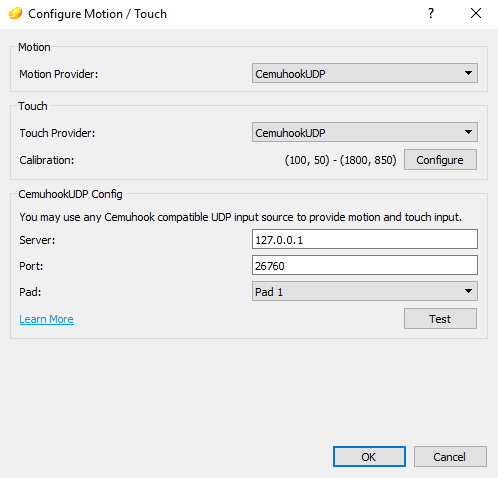 Configure Motion / Touch
?
Motion
Motion Provider: CemuhookUDP
Touch
Touch Provider: CemuhookUDP
Calibration: (100, 50) - (1800, 850) Configure
CemuhookUDP Config
You may use any Cemuhook compatible UDP input source to provide motion and touch input.
Server: 127.0.0.1
Port: 26760
Pad: Pad 1
Learn More Test
OK Cancel